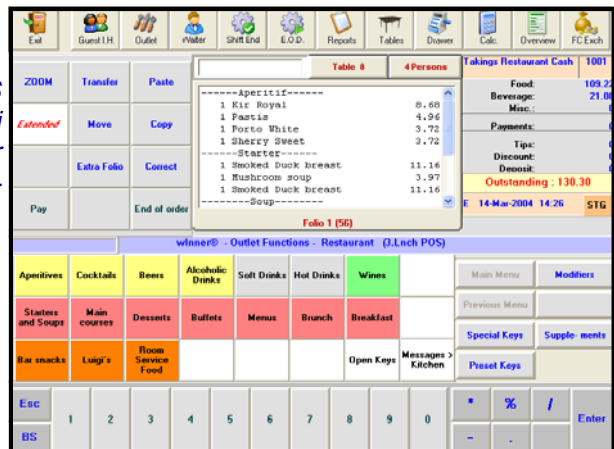 Exit Guest I.H. Outlet Waiter Shift End E.O.D. Reports Tables Drawer Calc. Overview FC Exch
ZOOM Transfer Paste
Extended Move Copy
Extra Folio Correct
Pay End of order
Table 8 4 Persons
------Aperitif------
1 Kir Royal 8.68
1 Pastis 4.96
1 Porto White 3.72
1 Sherry Sweet 3.72
------Starter------
1 Smoked Duck breast 11.16
1 Mushroom soup 3.97
1 Smoked Duck breast 11.16
------Soup------
Folio 1 (56)
Takings Restaurant Cash 1001
Food: 109.22
Beverage: 21.0
Misc.:
Payments:
Tips:
Discount:
Deposit:
Outstanding : 130.30
E 14-Mar-2004 14:26 STG
winner® - Outlet Functions - Restaurant (3.Lnch POS)
Aperitives Cocktails Beers Alcoholic Drinks Soft Drinks Hot Drinks Wines
Starters and Soups Main courses Desserts Buffets Menus Brunch Breakfast
Bar snacks Luigi's Room Service Food Open Keys Messages > Kitchen
Main Menu Modifiers
Previous Menu
Special Keys Supple- ments
Preset Keys
Esc 1 2 3 4 5 6 7 8 9 0 * % / Enter
BS - .